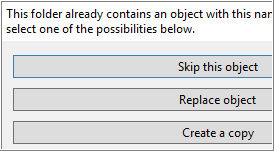 This folder already contains an object with this nar
select one of the possibilities below.
Skip this object
Replace object
Create a copy